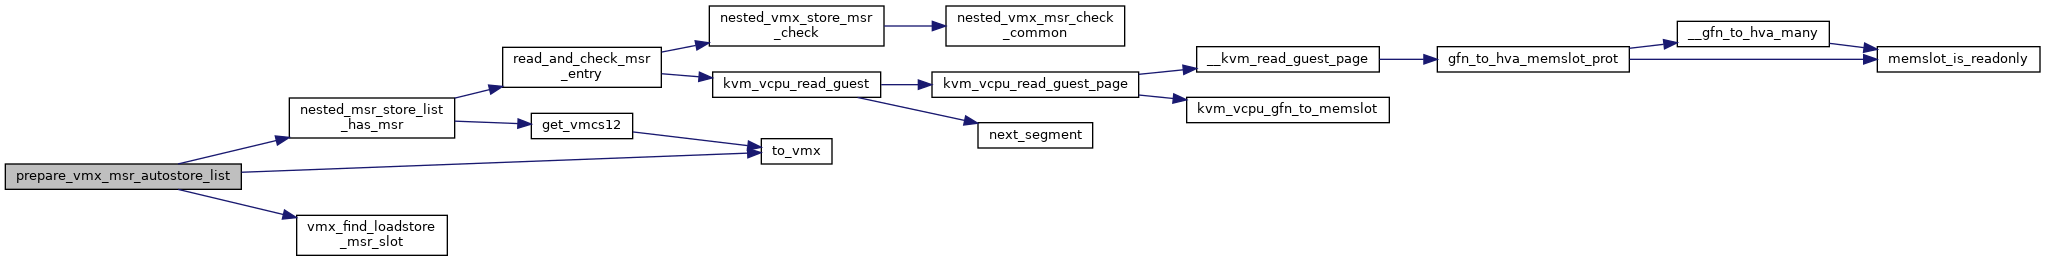 prepare_vmx_msr_autostore_list
nested_msr_store_list
_has_msr
vmx_find_loadstore
_msr_slot
read_and_check_msr
_entry
get_vmcs12
nested_vmx_store_msr
_check
kvm_vcpu_read_guest
to_vmx
nested_vmx_msr_check
_common
kvm_vcpu_read_guest_page
next_segment
__kvm_read_guest_page
kvm_vcpu_gfn_to_memslot
gfn_to_hva_memslot_prot
__gfn_to_hva_many
memslot_is_readonly